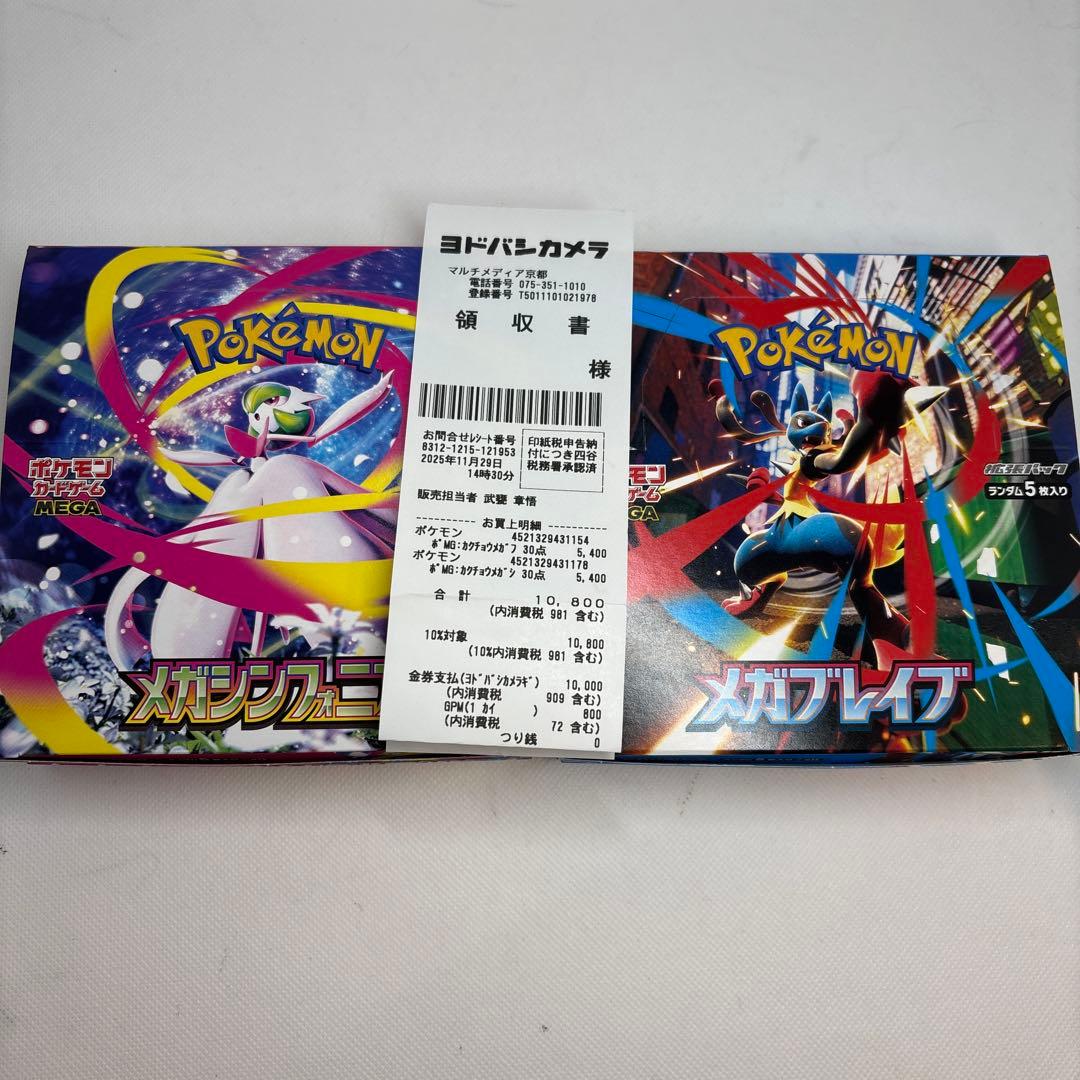 ヨドバシカメラ
マルチメディア京都
電話番号 075-351-1010
登録番号 T5011101021978
領 収 書
様
お問合せﾚｼｰﾄ番号
8312-1215-121953
2025年11月29日
14時30分
印紙税申告納
付につき四谷
税務署承認済
販売担当者 武甕 章悟
---------- お買上明細 ----------
ポケモン 4521329431154
ﾎﾟMG:ｶｸﾁｮｳﾒｶﾞﾌ 30点 5,400
ポケモン 4521329431178
ﾎﾟMG:ｶｸﾁｮｳﾒｶﾞｼ 30点 5,400
合 計 10,800
(内消費税 981 含む)
10%対象 10,800
(10%内消費税 981 含む)
金券支払(ﾖﾄﾞﾊﾞｼｶﾒﾗｷﾞ) 10,000
(内消費税 909 含む)
GPM(1 ｶｲ ) 800
(内消費税 72 含む)
つり銭 0
POKéMON
ポケモン
カードゲーム
MEGA
メガシンフォニ
POKéMON
モン
ゲーム
GA
拡張パック
ランダム5枚入り
メガブレイブ